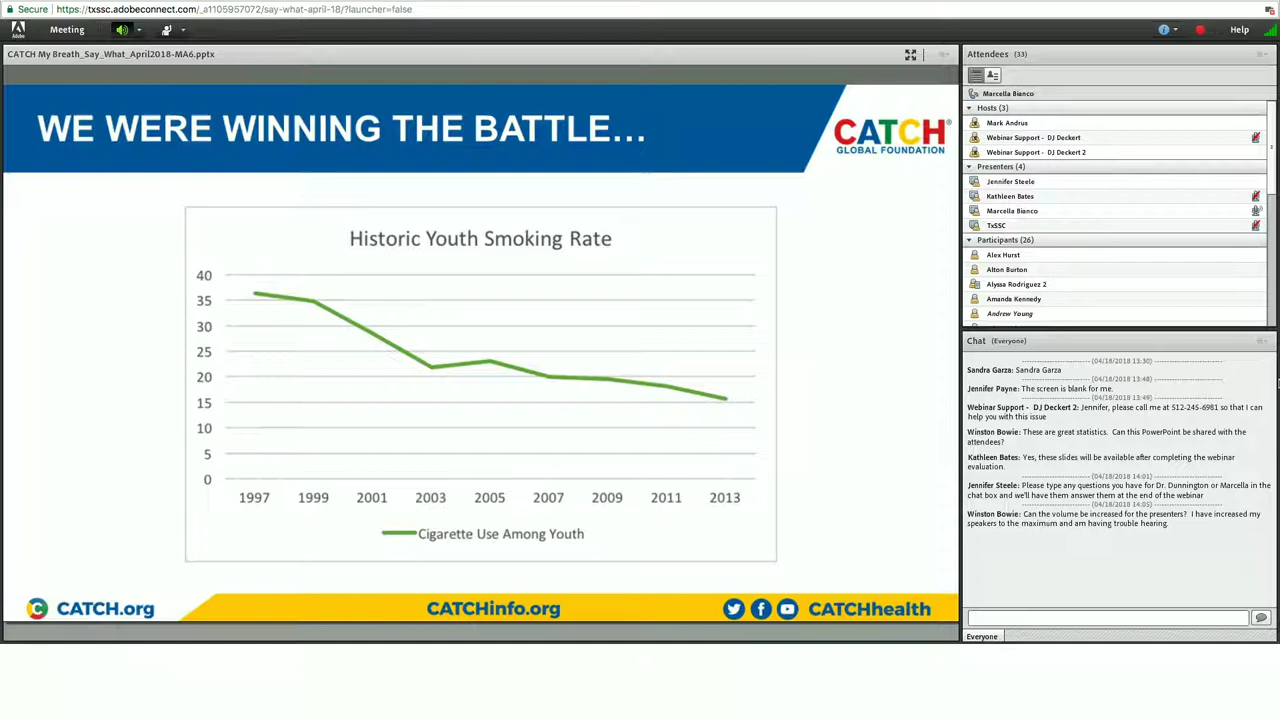 Secure
https://txssc.adobeconnect.com/_a1105957072/say-what-april-18/?launcher=false
Adobe
Meeting
Help
CATCH My Breath_Say_What_April2018-MA6.pptx
WE WERE WINNING THE BATTLE...
CATCH®
GLOBAL FOUNDATION
Historic Youth Smoking Rate
40
35
30
25
20
15
10
5
0
1997 1999 2001 2003 2005 2007 2009 2011 2013
Cigarette Use Among Youth
CATCH.org
CATCHinfo.org
CATCHhealth
Attendees (33)
Marcella Bianco
Hosts (3)
Mark Andrus
Webinar Support - DJ Deckert
Webinar Support - DJ Deckert 2
Presenters (4)
Jennifer Steele
Kathleen Bates
Marcella Bianco
TxSSC
Participants (26)
Alex Hurst
Alton Burton
Alyssa Rodriguez 2
Amanda Kennedy
Andrew Young
Chat (Everyone)
(04/18/2018 13:30)
Sandra Garza: Sandra Garza
(04/18/2018 13:48)
Jennifer Payne: The screen is blank for me.
(04/18/2018 13:49)
Webinar Support - DJ Deckert 2: Jennifer, please call me at 512-245-6981 so that I can
help you with this issue
Winston Bowie: These are great statistics. Can this PowerPoint be shared with the
attendees?
Kathleen Bates: Yes, these slides will be available after completing the webinar
evaluation.
(04/18/2018 14:01)
Jennifer Steele: Please type any questions you have for Dr. Dunnington or Marcella in the
chat box and we'll have them answer them at the end of the webinar
(04/18/2018 14:05)
Winston Bowie: Can the volume be increased for the presenters? I have increased my
speakers to the maximum and am having trouble hearing.
Everyone